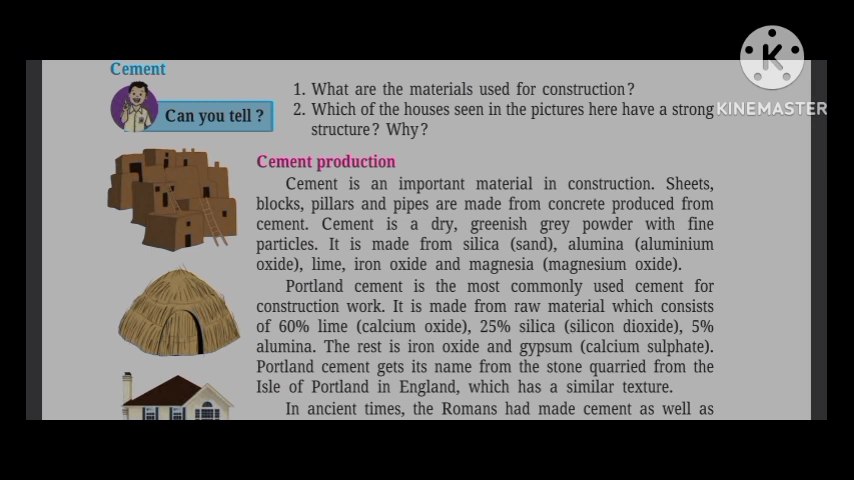 Cement
Can you tell ?
1. What are the materials used for construction?
2. Which of the houses seen in the pictures here have a strong
structure? Why?
KINEMASTER
Cement production
Cement is an important material in construction. Sheets,
blocks, pillars and pipes are made from concrete produced from
cement. Cement is a dry, greenish grey powder with fine
particles. It is made from silica (sand), alumina (aluminium
oxide), lime, iron oxide and magnesia (magnesium oxide).
Portland cement is the most commonly used cement for
construction work. It is made from raw material which consists
of 60% lime (calcium oxide), 25% silica (silicon dioxide), 5%
alumina. The rest is iron oxide and gypsum (calcium sulphate).
Portland cement gets its name from the stone quarried from the
Isle of Portland in England, which has a similar texture.
In ancient times, the Romans had made cement as well as